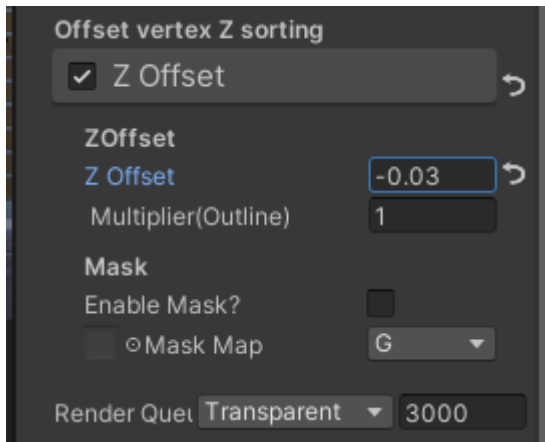 Offset vertex Z sorting
Z Offset
ZOffset
Z Offset -0.03
Multiplier(Outline) 1
Mask
Enable Mask?
Mask Map G
Render Queu Transparent 3000